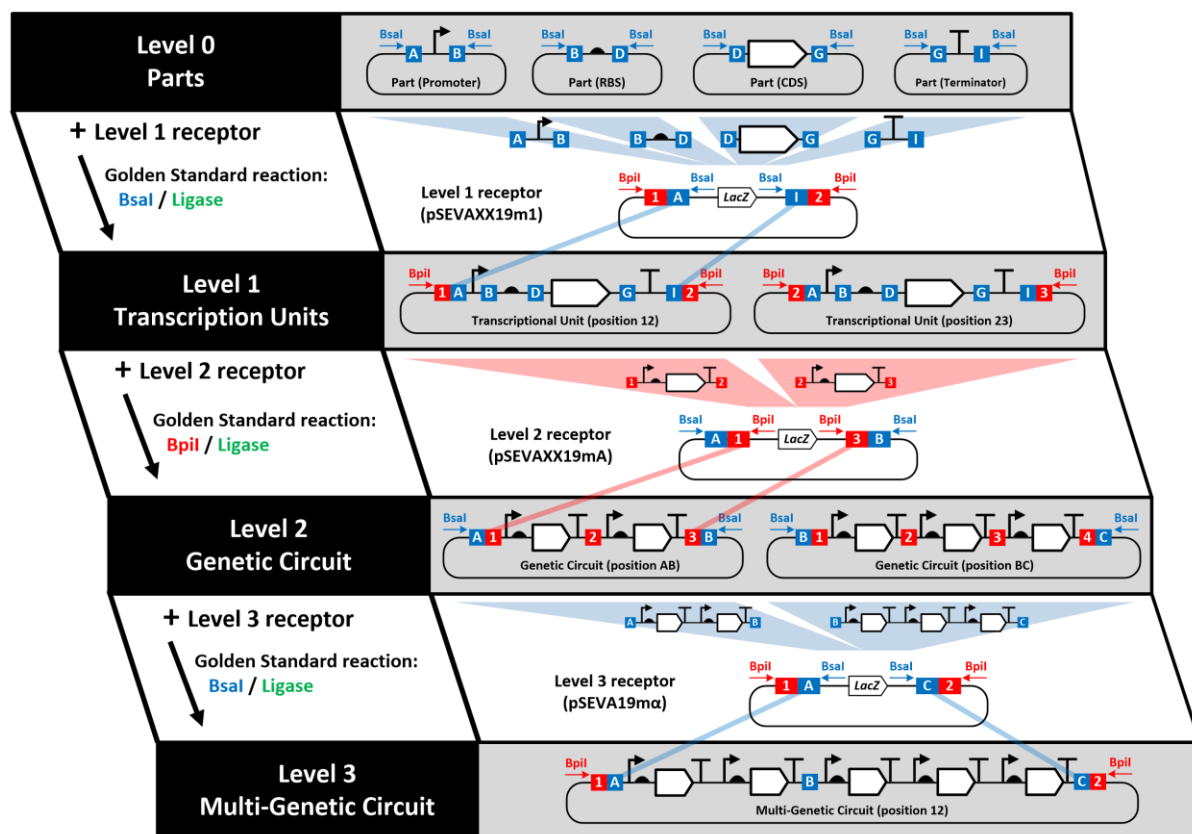 Level 0
Parts
BsaI BsaI BsaI BsaI BsaI BsaI BsaI BsaI
A B B D D G G I
Part (Promoter) Part (RBS) Part (CDS) Part (Terminator)
+ Level 1 receptor
Golden Standard reaction:
BsaI / Ligase
A B B D D G G I
Level 1 receptor
(pSEVAXX19m1)
BpiI BsaI BsaI BpiI
1 A LacZ I 2
Level 1
Transcription Units
BpiI BpiI BpiI BpiI
1 A B D G I 2 2 A B D G I 3
Transcriptional Unit (position 12) Transcriptional Unit (position 23)
+ Level 2 receptor
Golden Standard reaction:
BpiI / Ligase
1 2 2 3
Level 2 receptor
(pSEVAXX19mA)
BsaI BpiI BpiI BsaI
A 1 LacZ 3 B
Level 2
Genetic Circuit
BsaI BsaI BsaI BsaI
A 1 2 3 B B 1 2 3 4 C
Genetic Circuit (position AB) Genetic Circuit (position BC)
+ Level 3 receptor
Golden Standard reaction:
BsaI / Ligase
A B B C
Level 3 receptor
(pSEVA19mα)
BpiI BsaI BsaI BpiI
1 A LacZ C 2
Level 3
Multi-Genetic Circuit
BpiI BpiI
1 A B C 2
Multi-Genetic Circuit (position 12)